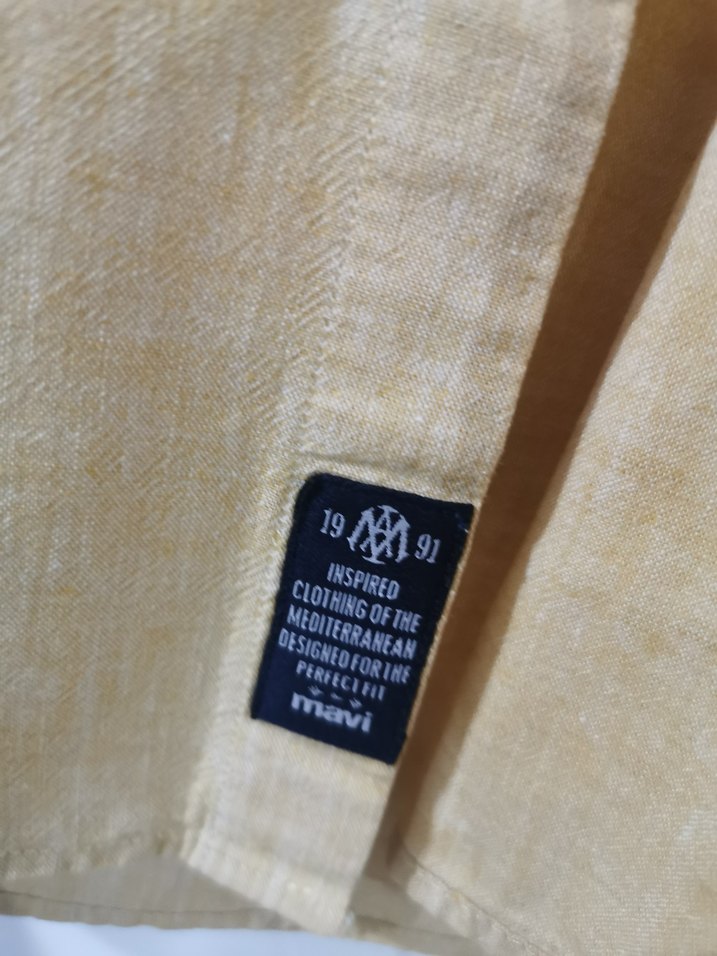 19 91
INSPIRED
CLOTHING OF THE
MEDITERRANEAN
DESIGNED FOR THE
PERFECT FIT
mavi